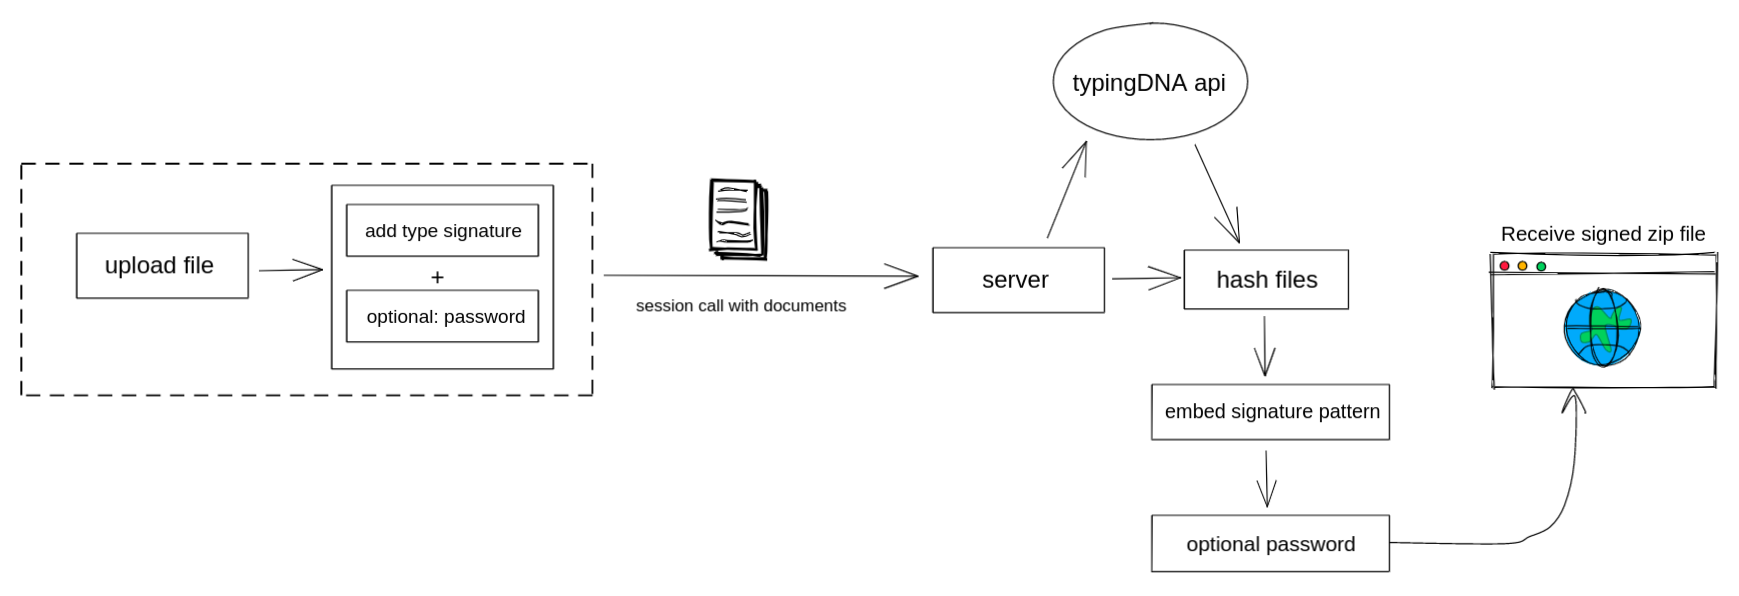 upload file
add type signature
+
optional: password
session call with documents
server
typingDNA api
hash files
embed signature pattern
optional password
Receive signed zip file